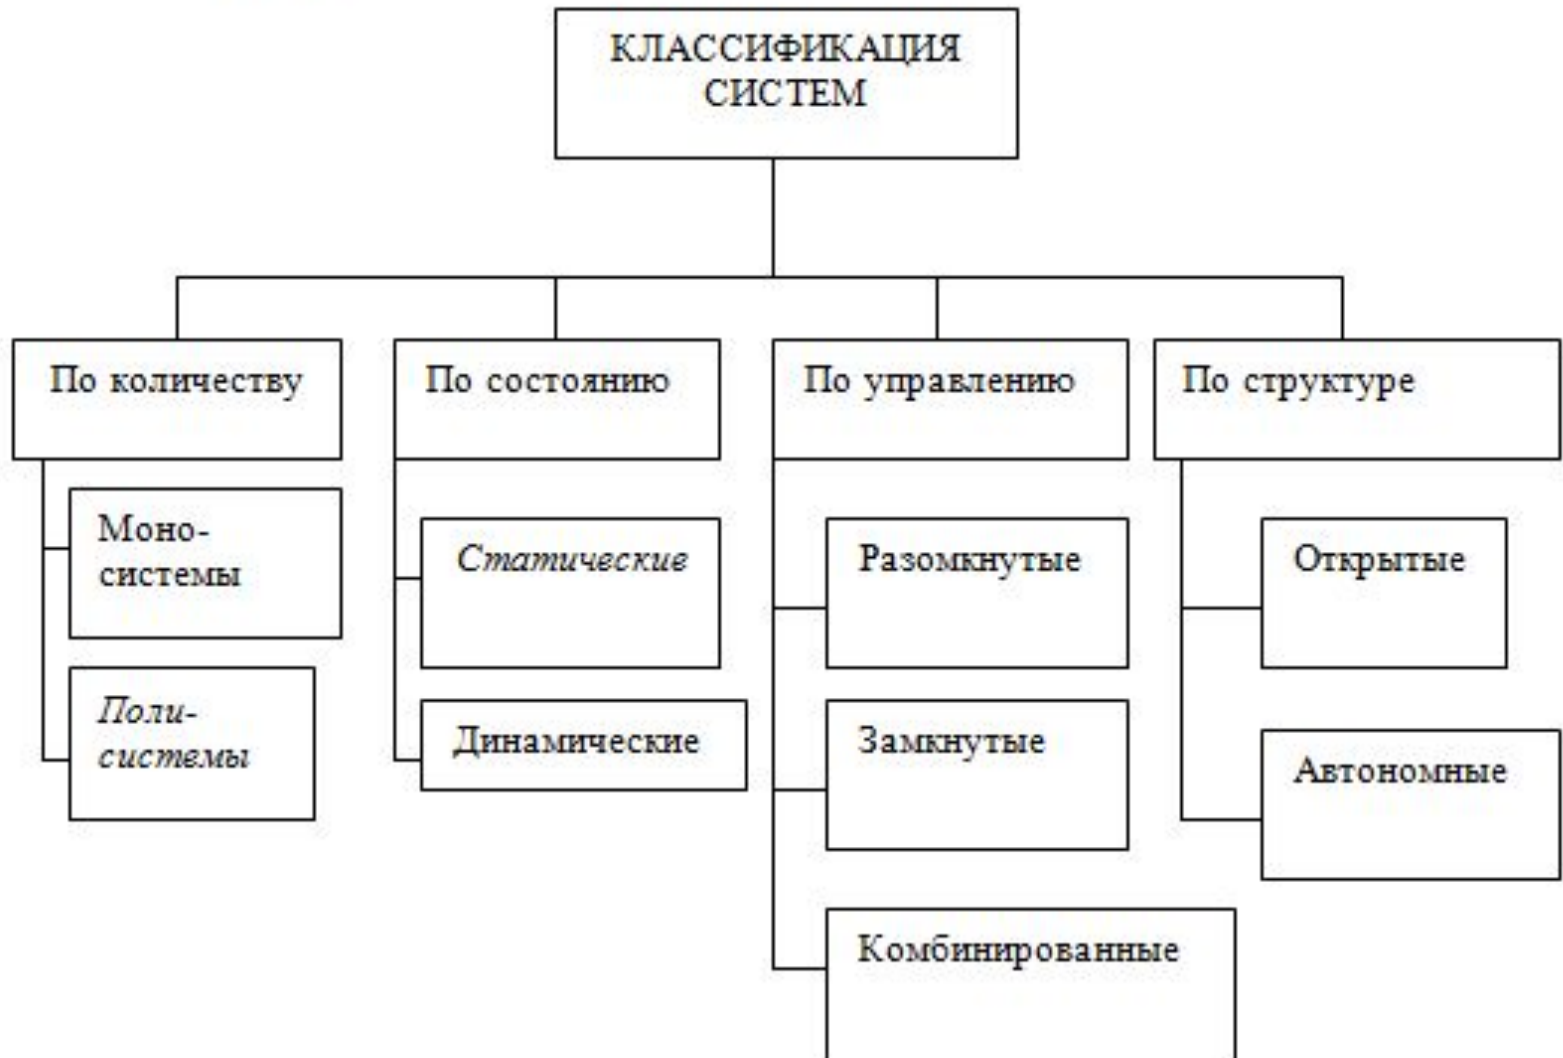 КЛАССИФИКАЦИЯ
СИСТЕМ
По количеству
Моно-
системы
Поли-
системы
По состоянию
Статические
Динамические
По управлению
Разомкнутые
Замкнутые
Комбинированные
По структуре
Открытые
Автономные